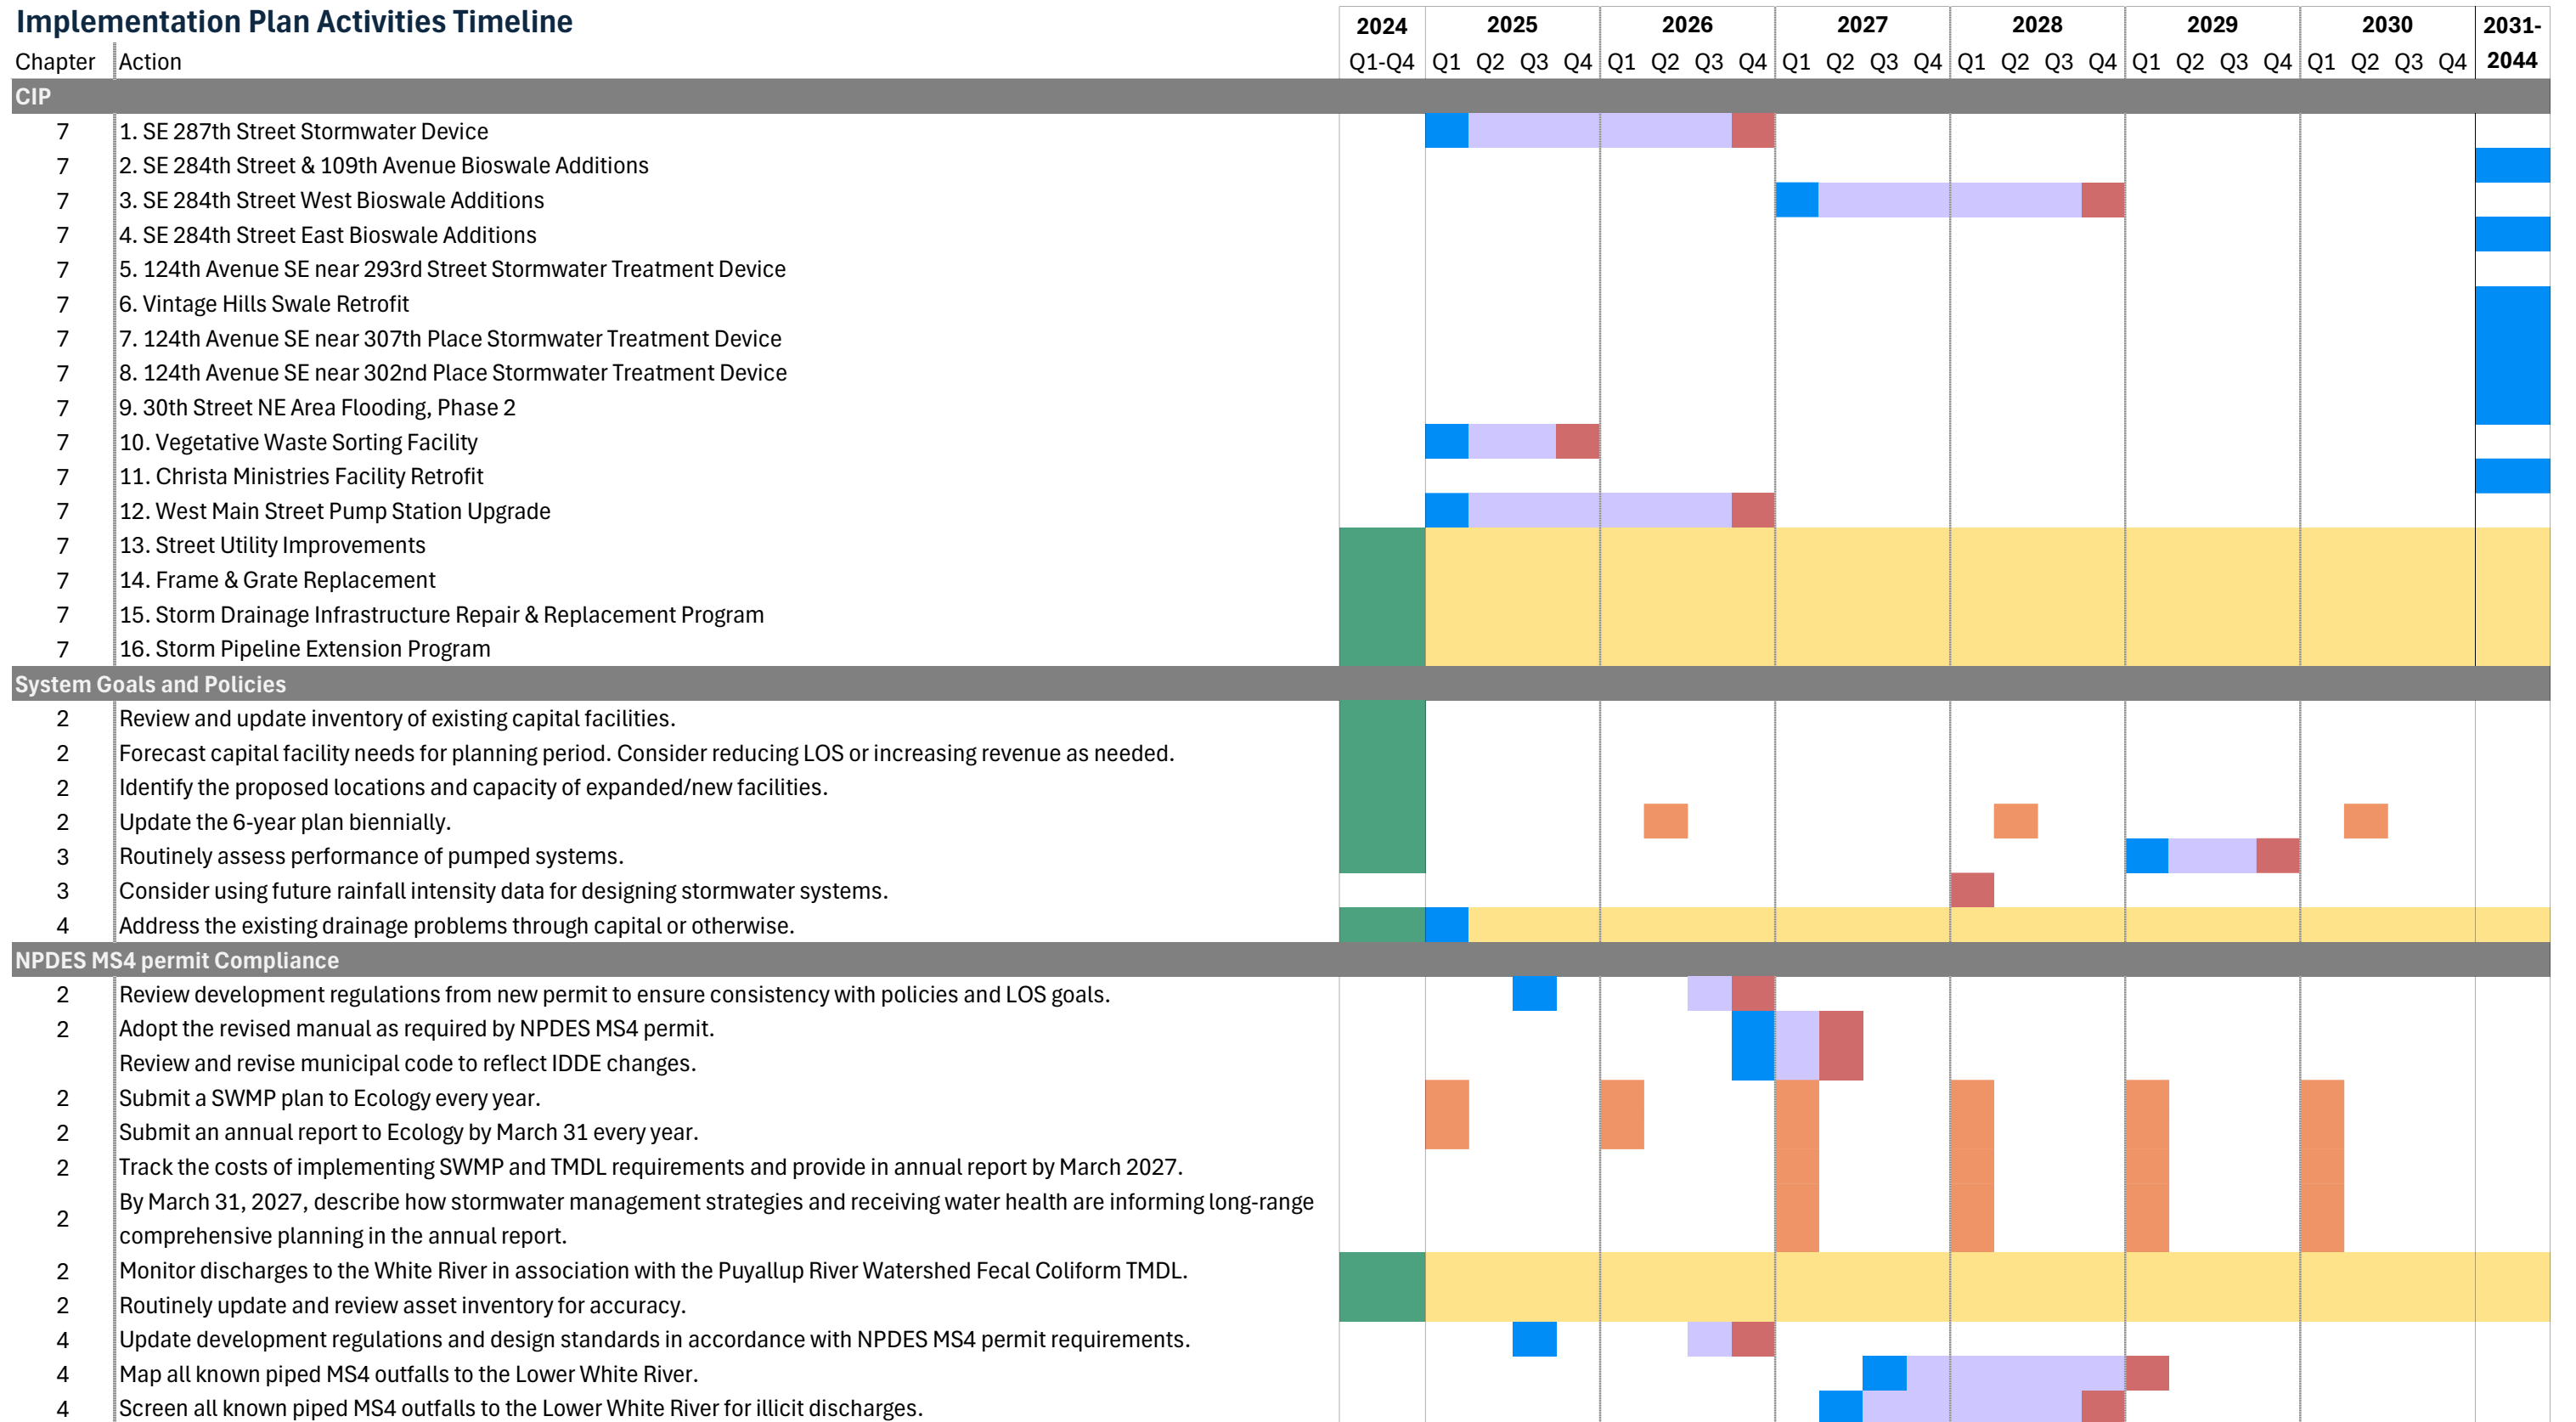 Implementation Plan Activities Timeline
2024 2025 2026 2027 2028 2029 2030 2031-
Chapter Action Q1-Q4 Q1 Q2 Q3 Q4 Q1 Q2 Q3 Q4 Q1 Q2 Q3 Q4 Q1 Q2 Q3 Q4 Q1 Q2 Q3 Q4 Q1 Q2 Q3 Q4 2044
CIP
7 1. SE 287th Street Stormwater Device
7 2. SE 284th Street & 109th Avenue Bioswale Additions
7 3. SE 284th Street West Bioswale Additions
7 4. SE 284th Street East Bioswale Additions
7 5. 124th Avenue SE near 293rd Street Stormwater Treatment Device
7 6. Vintage Hills Swale Retrofit
7 7. 124th Avenue SE near 307th Place Stormwater Treatment Device
7 8. 124th Avenue SE near 302nd Place Stormwater Treatment Device
7 9. 30th Street NE Area Flooding, Phase 2
7 10. Vegetative Waste Sorting Facility
7 11. Christa Ministries Facility Retrofit
7 12. West Main Street Pump Station Upgrade
7 13. Street Utility Improvements
7 14. Frame & Grate Replacement
7 15. Storm Drainage Infrastructure Repair & Replacement Program
7 16. Storm Pipeline Extension Program
System Goals and Policies
2 Review and update inventory of existing capital facilities.
2 Forecast capital facility needs for planning period. Consider reducing LOS or increasing revenue as needed.
2 Identify the proposed locations and capacity of expanded/new facilities.
2 Update the 6-year plan biennially.
3 Routinely assess performance of pumped systems.
3 Consider using future rainfall intensity data for designing stormwater systems.
4 Address the existing drainage problems through capital or otherwise.
NPDES MS4 permit Compliance
2 Review development regulations from new permit to ensure consistency with policies and LOS goals.
2 Adopt the revised manual as required by NPDES MS4 permit.
Review and revise municipal code to reflect IDDE changes.
2 Submit a SWMP plan to Ecology every year.
2 Submit an annual report to Ecology by March 31 every year.
2 Track the costs of implementing SWMP and TMDL requirements and provide in annual report by March 2027.
2 By March 31, 2027, describe how stormwater management strategies and receiving water health are informing long-range
comprehensive planning in the annual report.
2 Monitor discharges to the White River in association with the Puyallup River Watershed Fecal Coliform TMDL.
2 Routinely update and review asset inventory for accuracy.
4 Update development regulations and design standards in accordance with NPDES MS4 permit requirements.
4 Map all known piped MS4 outfalls to the Lower White River.
4 Screen all known piped MS4 outfalls to the Lower White River for illicit discharges.